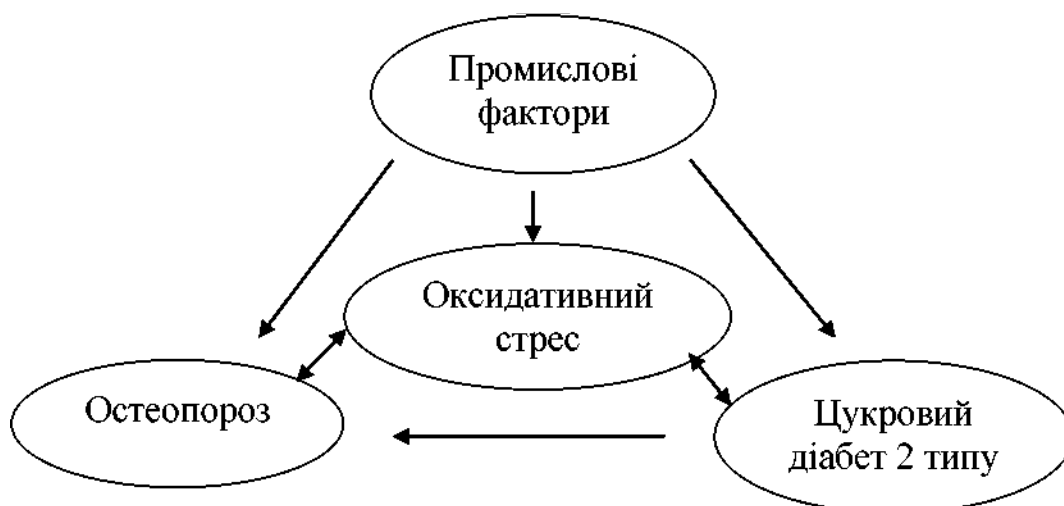 Промислові
фактори
Оксидативний
стрес
Остеопороз
Цукровий
діабет 2 типу